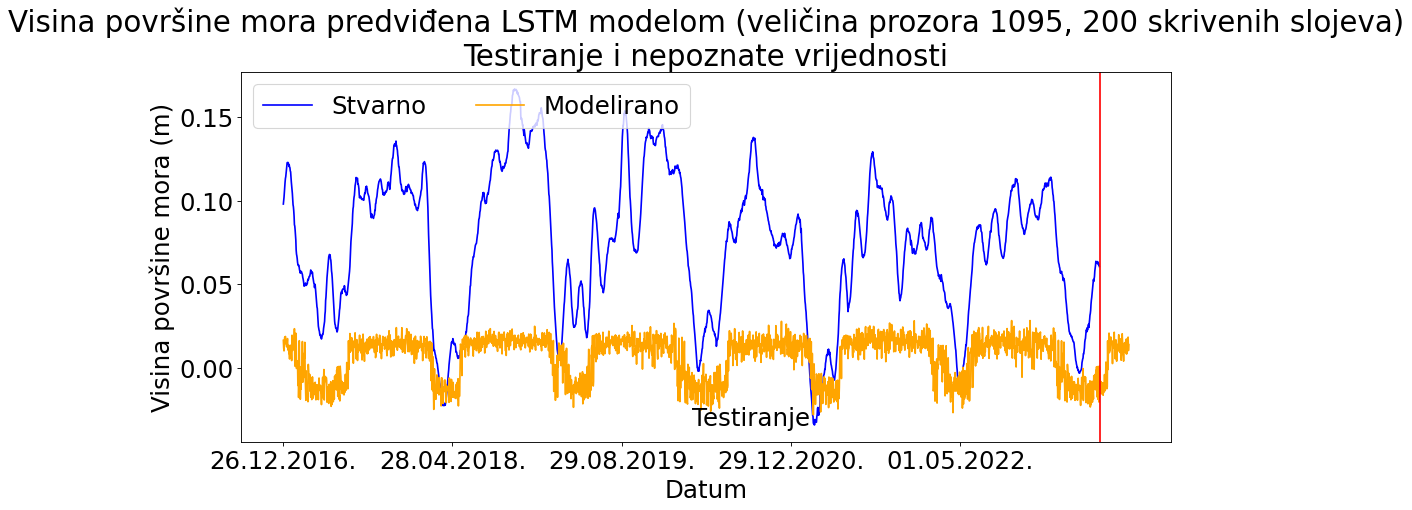 Visina površine mora predviđena LSTM modelom (veličina prozora 1095, 200 skrivenih slojeva)
Testiranje i nepoznate vrijednosti
Stvarno Modelirano
Visina površine mora (m)
0.15
0.10
0.05
0.00
Testiranje
26.12.2016. 28.04.2018. 29.08.2019. 29.12.2020. 01.05.2022.
Datum